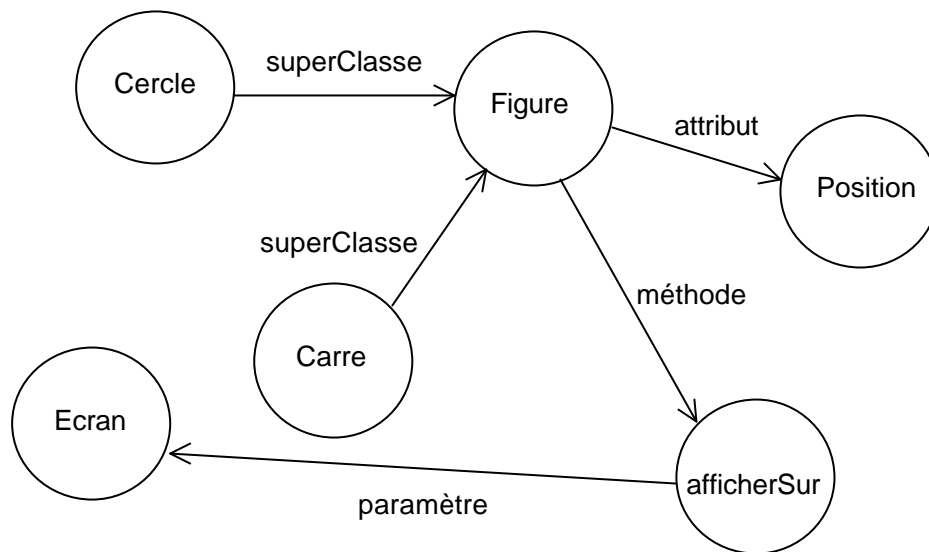 superClasse
Cercle
Figure
attribut
Position
superClasse
méthode
Carre
Ecran
afficherSur
paramètre